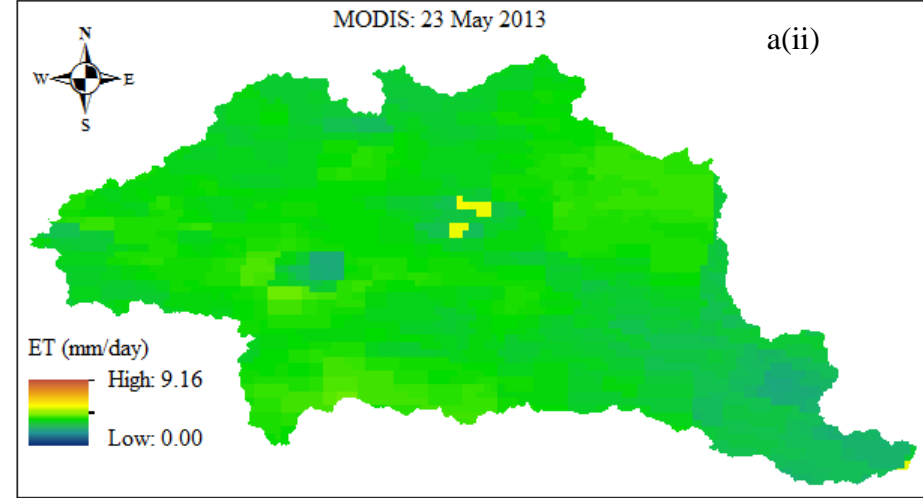 MODIS: 23 May 2013
a(ii)
N
W E
S
ET (mm/day)
High: 9.16
Low: 0.00